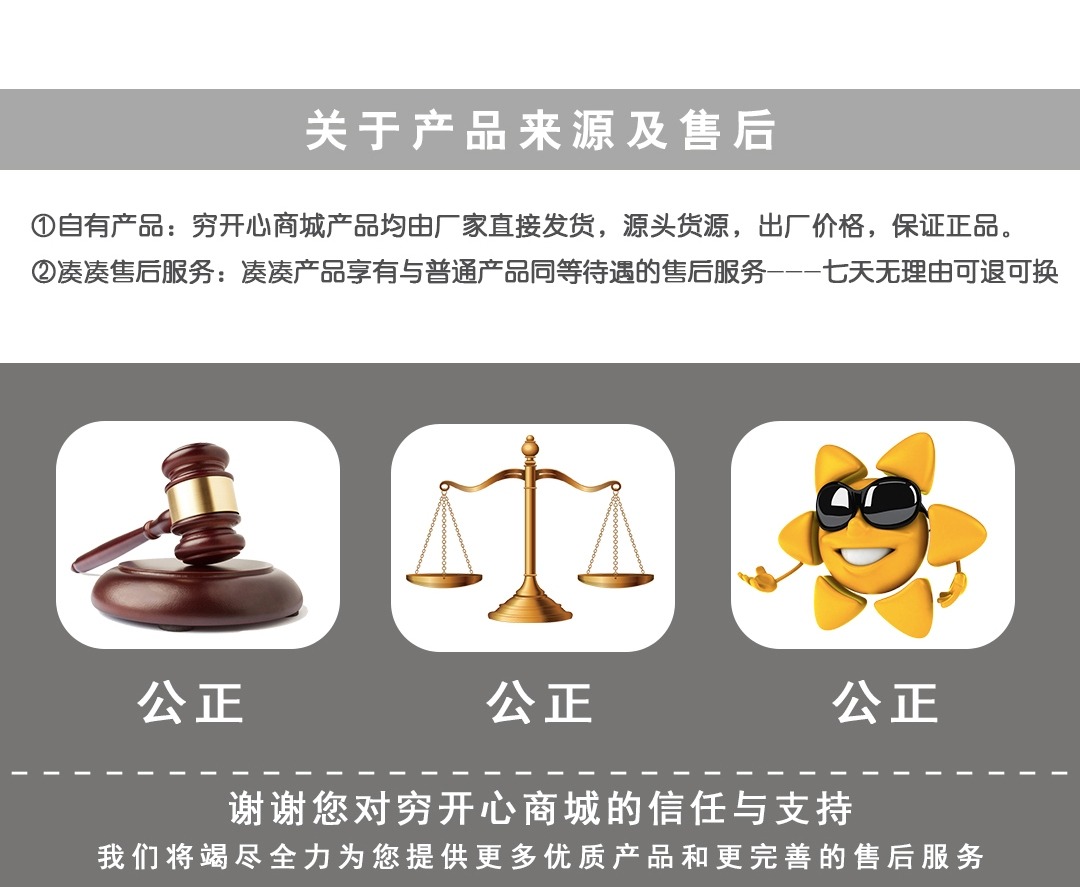 关于产品来源及售后
①自有产品：穷开心商城产品均由厂家直接发货，源头货源，出厂价格，保证正品。
②凑凑售后服务：凑凑产品享有与普通产品同等待遇的售后服务---七天无理由可退可换
公正
公正
公正
谢谢您对穷开心商城的信任与支持
我们将竭尽全力为您提供更多优质产品和更完善的售后服务